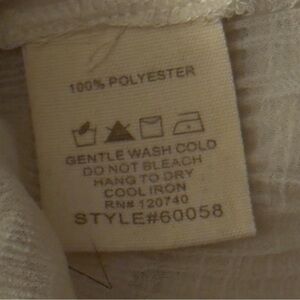 100% POLYESTER
GENTLE WASH COLD
DO NOT BLEACH
HANG TO DRY
COOL IRON
RN# 120740
STYLE#60058